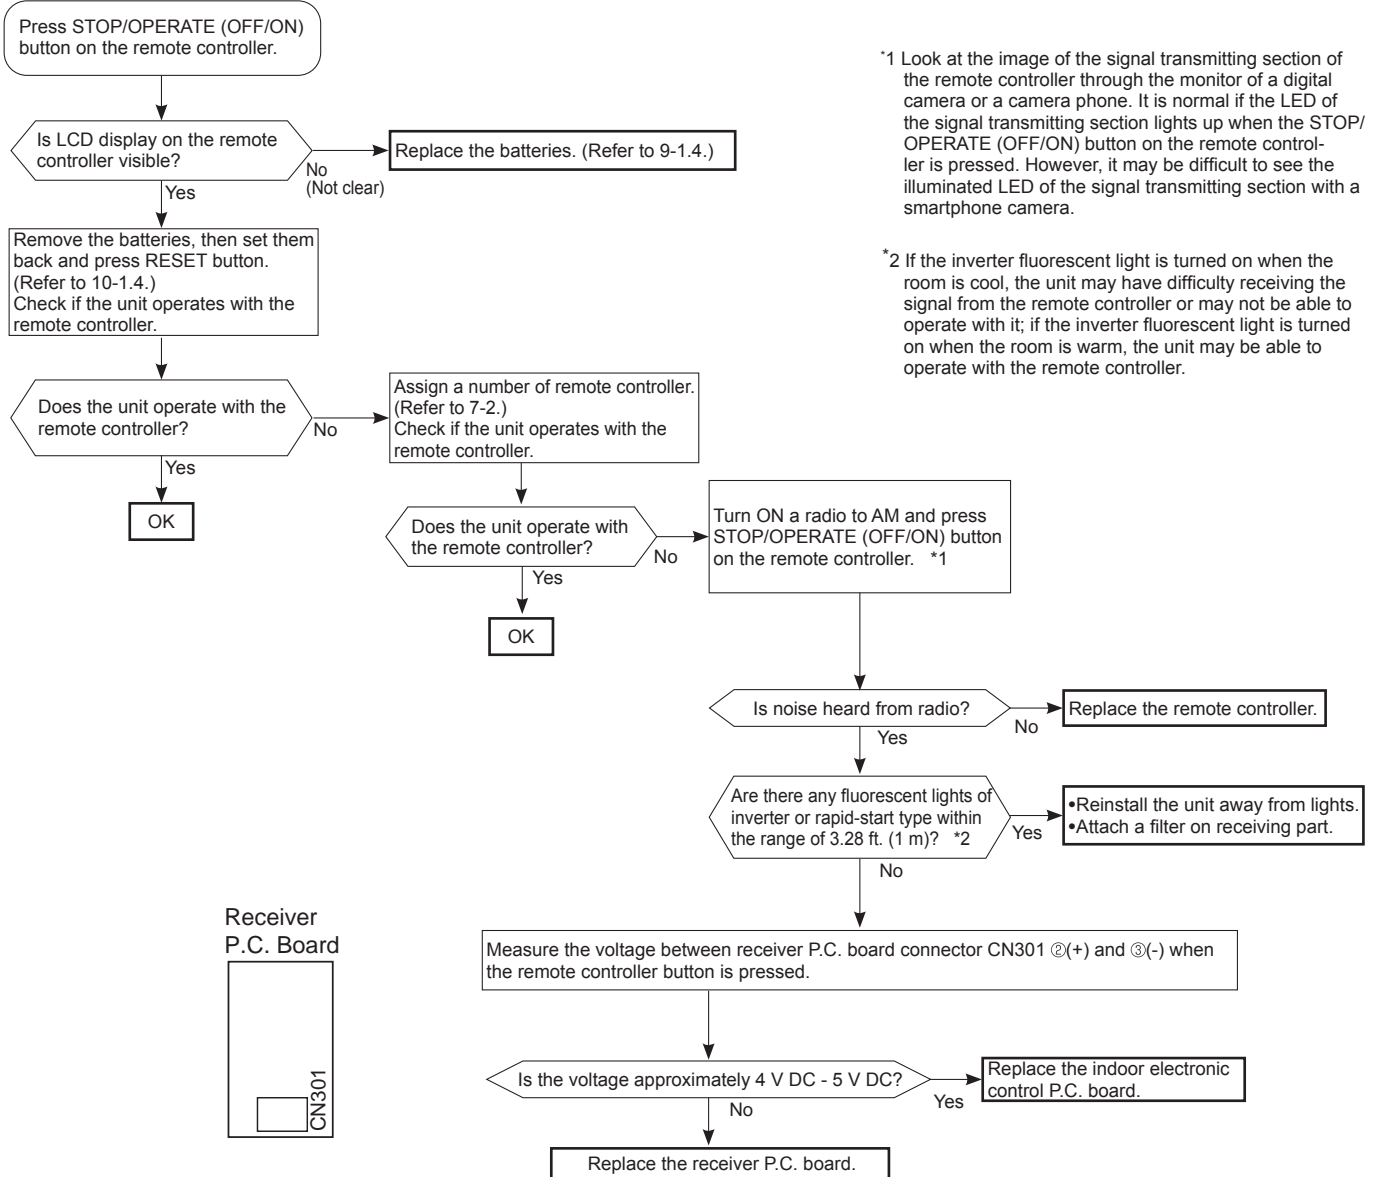 Press STOP/OPERATE (OFF/ON)
button on the remote controller.
Is LCD display on the remote
controller visible?
No
(Not clear)
Replace the batteries. (Refer to 9-1.4.)
Yes
Remove the batteries, then set them
back and press RESET button.
(Refer to 10-1.4.)
Check if the unit operates with the
remote controller.
Does the unit operate with the
remote controller?
No
Yes
OK
Assign a number of remote controller.
(Refer to 7-2.)
Check if the unit operates with the
remote controller.
Does the unit operate with
the remote controller?
No
Yes
OK
Turn ON a radio to AM and press
STOP/OPERATE (OFF/ON) button
on the remote controller. *1
Is noise heard from radio?
No
Replace the remote controller.
Yes
Are there any fluorescent lights of
inverter or rapid-start type within
the range of 3.28 ft. (1 m)? *2
Yes
•Reinstall the unit away from lights.
•Attach a filter on receiving part.
No
Measure the voltage between receiver P.C. board connector CN301 ②(+) and ③(-) when
the remote controller button is pressed.
Is the voltage approximately 4 V DC - 5 V DC?
Yes
Replace the indoor electronic
control P.C. board.
No
Replace the receiver P.C. board.
*1 Look at the image of the signal transmitting section of
the remote controller through the monitor of a digital
camera or a camera phone. It is normal if the LED of
the signal transmitting section lights up when the STOP/
OPERATE (OFF/ON) button on the remote control-
ler is pressed. However, it may be difficult to see the
illuminated LED of the signal transmitting section with a
smartphone camera.
*2 If the inverter fluorescent light is turned on when the
room is cool, the unit may have difficulty receiving the
signal from the remote controller or may not be able to
operate with it; if the inverter fluorescent light is turned
on when the room is warm, the unit may be able to
operate with the remote controller.
Receiver
P.C. Board
CN301